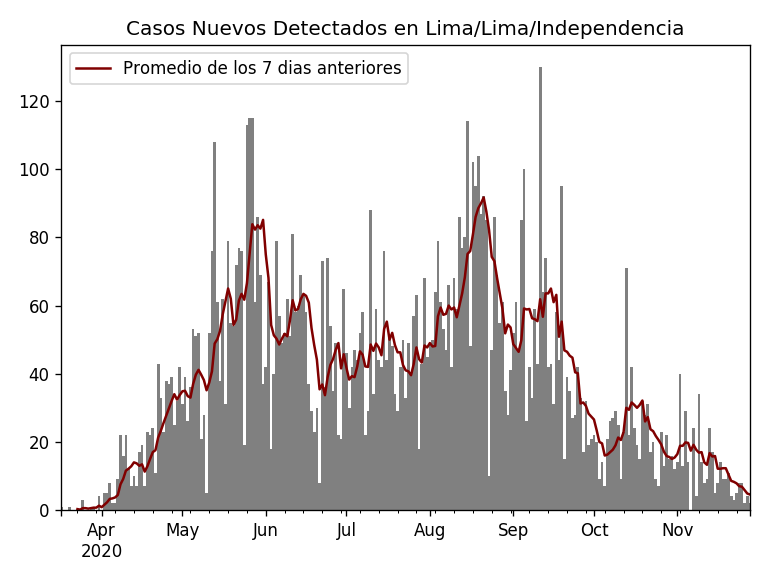 Casos Nuevos Detectados en Lima/Lima/Independencia
Promedio de los 7 dias anteriores
120
100
80
60
40
20
0
Apr May Jun Jul Aug Sep Oct Nov
2020